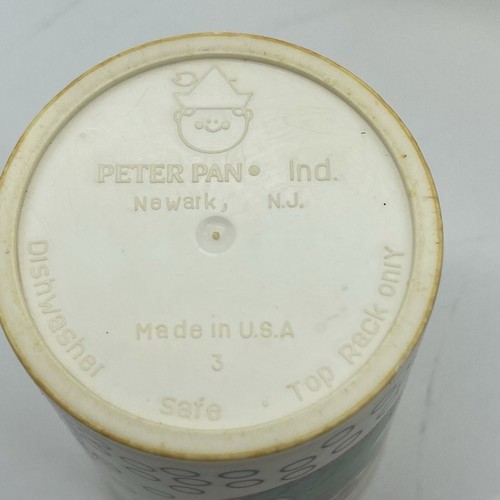 PETER PAN® Ind.
Newark, N.J.
Made in U.S.A
3
Dishwasher Safe Top Rack only